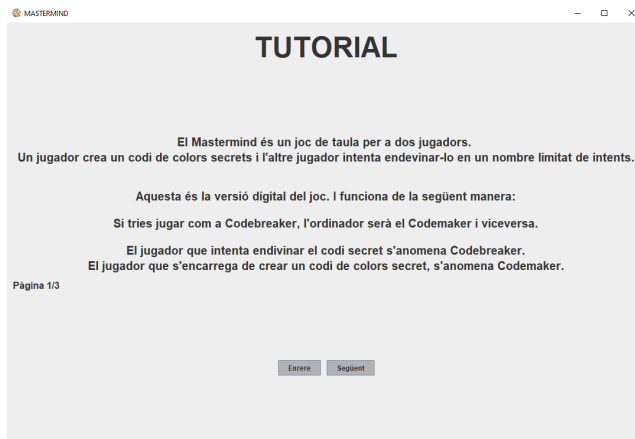 MASTERMIND
TUTORIAL
El Mastermind és un joc de taula per a dos jugadors.
Un jugador crea un codi de colors secrets i l'altre jugador intenta endevinar-lo en un nombre limitat de intents.
Aquesta és la versió digital del joc. I funciona de la següent manera:
Si tries jugar com a Codebreaker, l'ordinador serà el Codemaker i viceversa.
El jugador que intenta endivinar el codi secret s'anomena Codebreaker.
El jugador que s'encarrega de crear un codi de colors secret, s'anomena Codemaker.
Pàgina 1/3
Enrere Següent